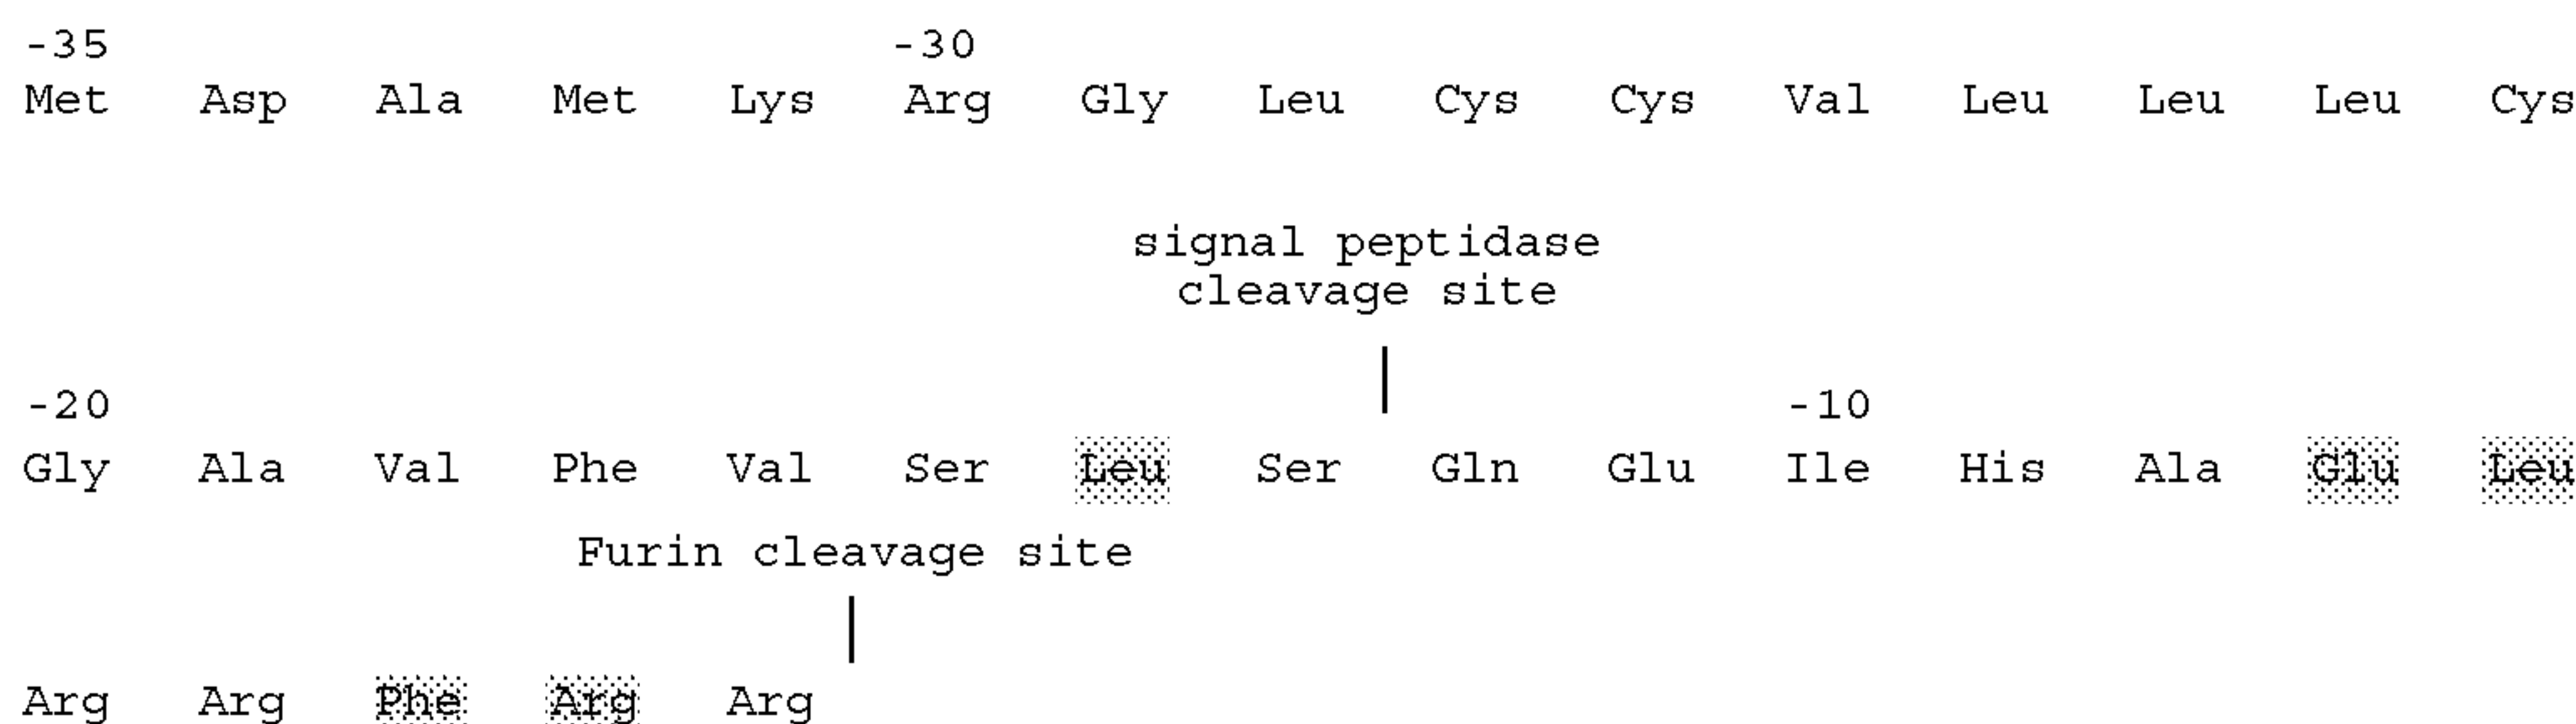 -35 -30
Met Asp Ala Met Lys Arg Gly Leu Cys Cys Val Leu Leu Leu Cys
signal peptidase
cleavage site
-20 -10
Gly Ala Val Phe Val Ser Leu Ser Gln Glu Ile His Ala Glu Leu
Furin cleavage site
Arg Arg Phe Arg Arg